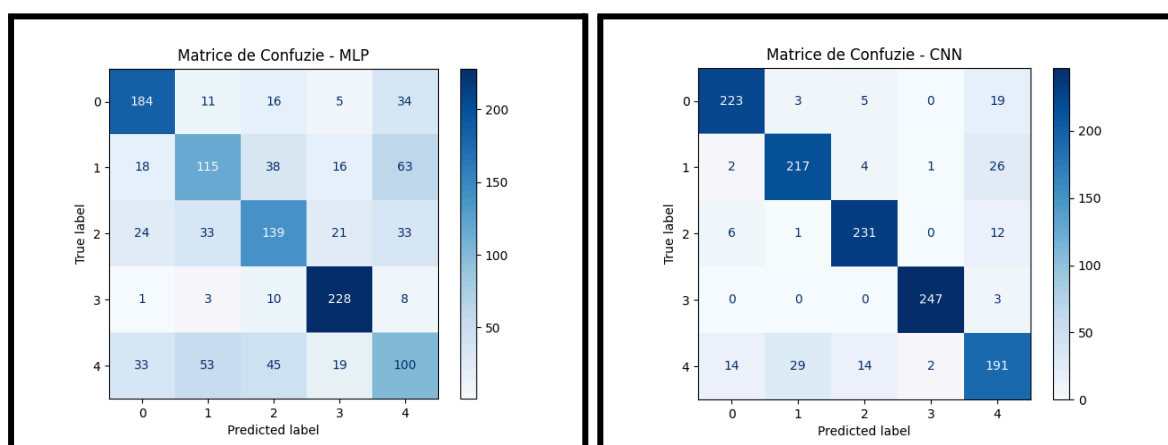 Matrice de Confuzie - MLP
0 184 11 16 5 34
1 18 115 38 16 63
2 24 33 139 21 33
3 1 3 10 228 8
4 33 53 45 19 100
0 1 2 3 4
True label
Predicted label
200
150
100
50
Matrice de Confuzie - CNN
0 223 3 5 0 19
1 2 217 4 1 26
2 6 1 231 0 12
3 0 0 0 247 3
4 14 29 14 2 191
0 1 2 3 4
True label
Predicted label
200
150
100
50
0